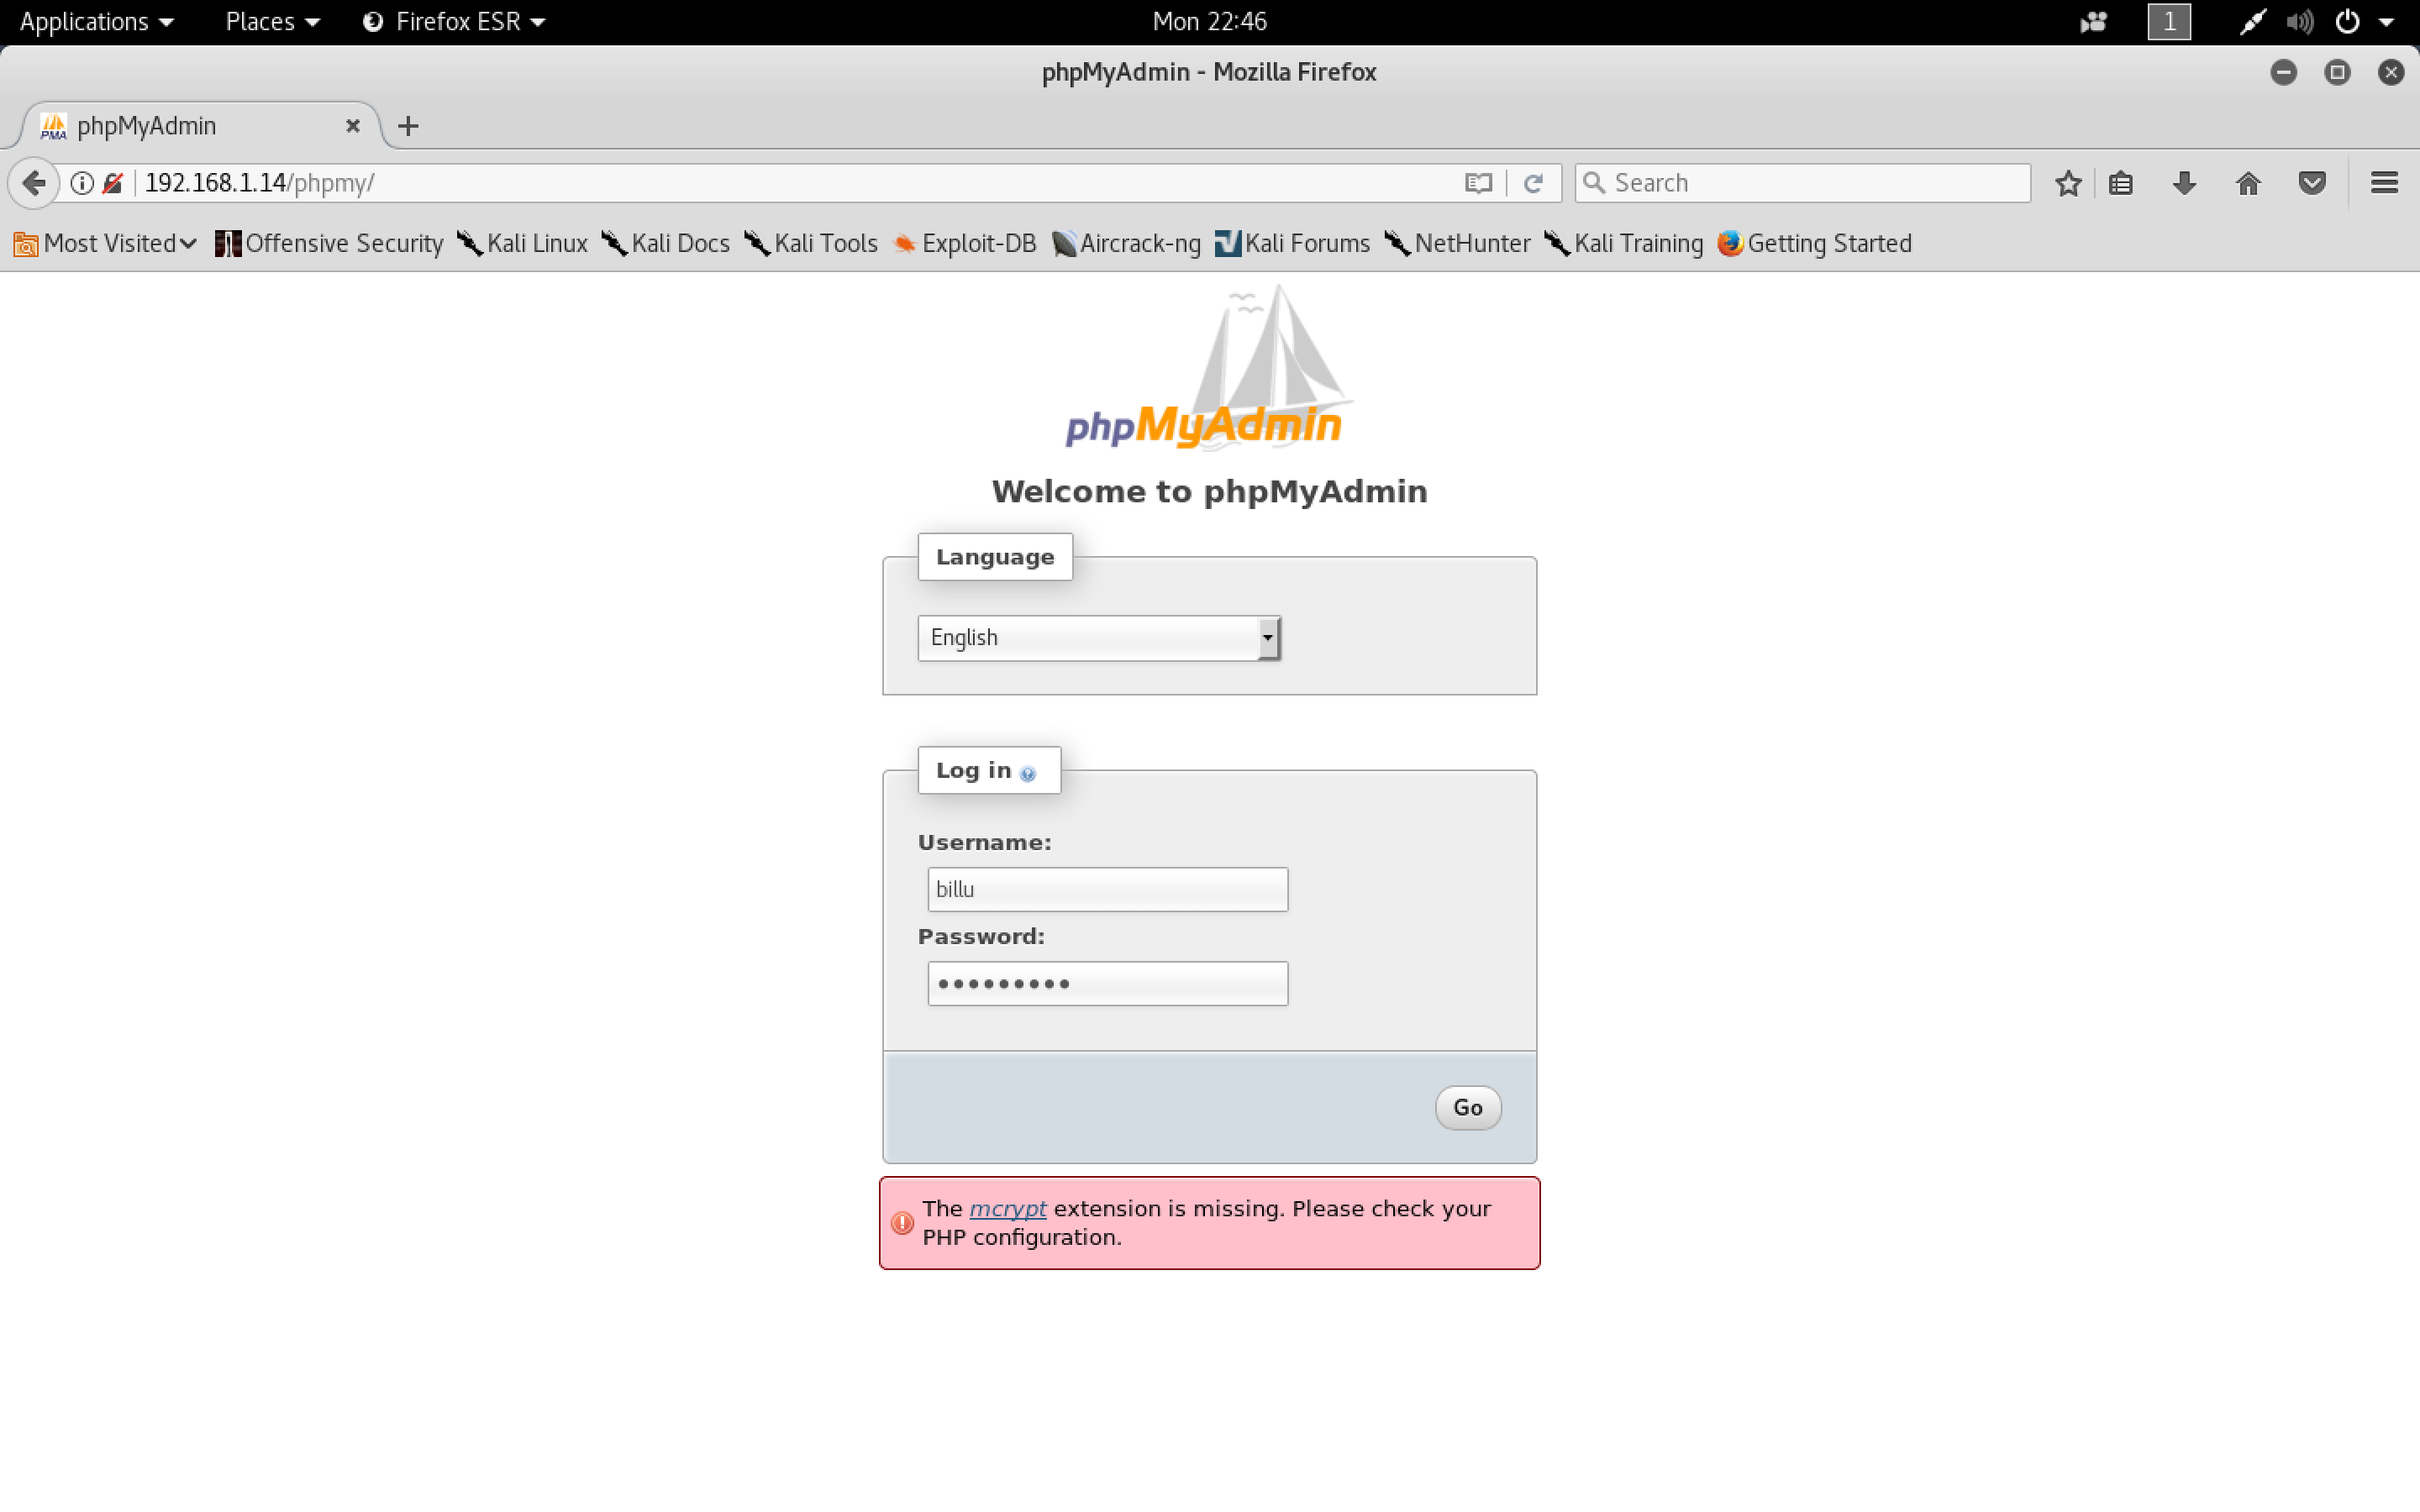 Applications Places Firefox ESR Mon 22:46 1
phpMyAdmin - Mozilla Firefox
PMA phpMyAdmin
192.168.1.14/phpmy/ Search
Most Visited Offensive Security Kali Linux Kali Docs Kali Tools Exploit-DB Aircrack-ng Kali Forums NetHunter Kali Training Getting Started
phpMyAdmin
Welcome to phpMyAdmin
Language
English
Log in
Username:
billu
Password:
•••••••••
Go
The mcrypt extension is missing. Please check your
PHP configuration.